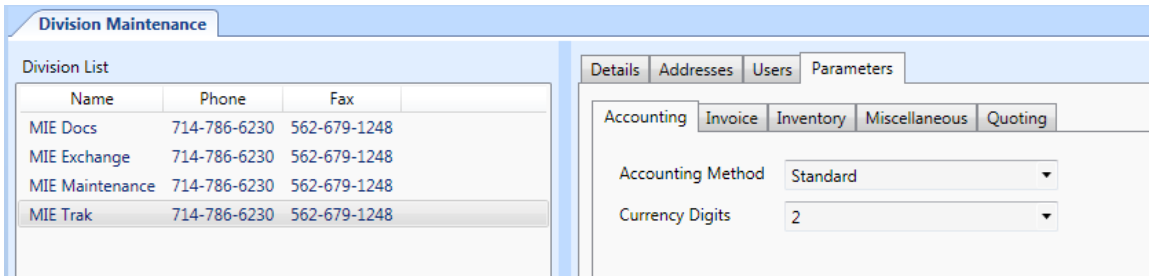 Division Maintenance
Division List
Name Phone Fax
MIE Docs 714-786-6230 562-679-1248
MIE Exchange 714-786-6230 562-679-1248
MIE Maintenance 714-786-6230 562-679-1248
MIE Trak 714-786-6230 562-679-1248
Details Addresses Users Parameters
Accounting Invoice Inventory Miscellaneous Quoting
Accounting Method Standard
Currency Digits 2